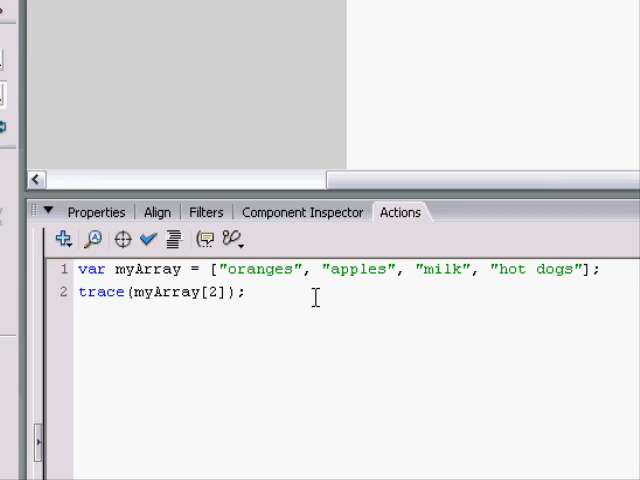 Properties Align Filters Component Inspector Actions
1 var myArray = ["oranges", "apples", "milk", "hot dogs"];
2 trace(myArray[2]);